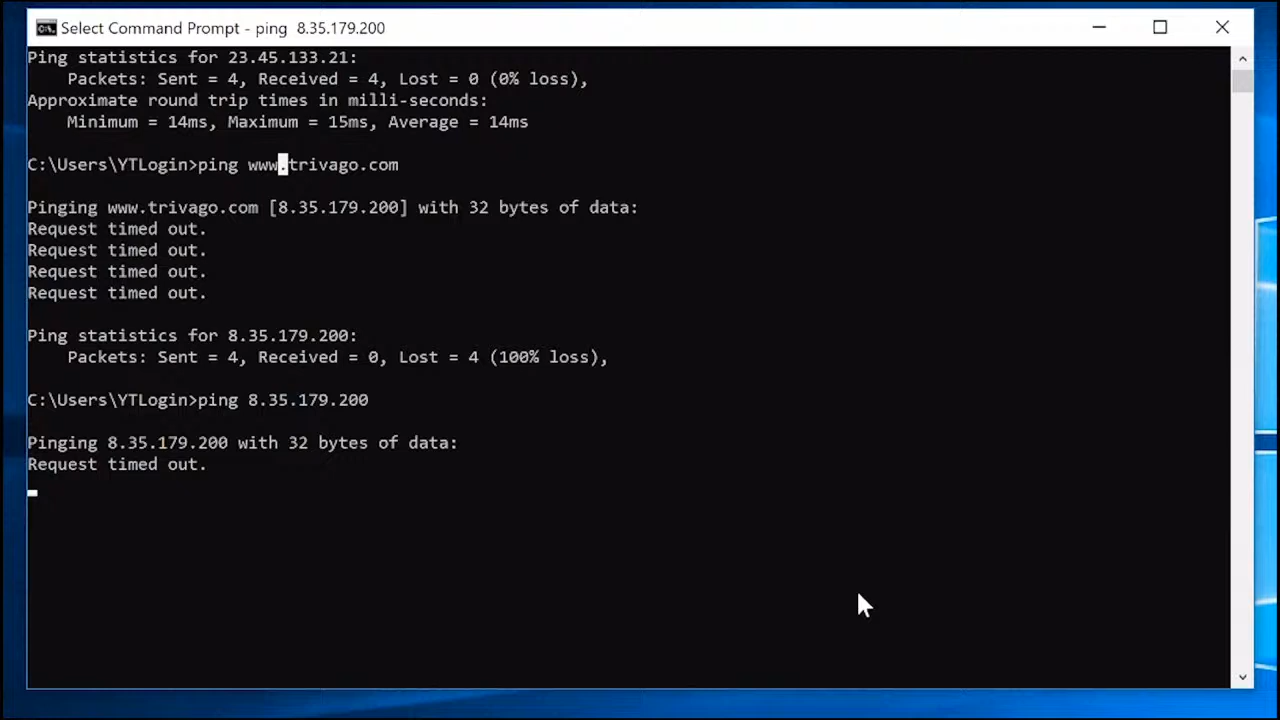 Select Command Prompt - ping  8.35.179.200
Ping statistics for 23.45.133.21:
    Packets: Sent = 4, Received = 4, Lost = 0 (0% loss),
Approximate round trip times in milli-seconds:
    Minimum = 14ms, Maximum = 15ms, Average = 14ms
C:\Users\YTLogin>ping www.trivago.com
Pinging www.trivago.com [8.35.179.200] with 32 bytes of data:
Request timed out.
Request timed out.
Request timed out.
Request timed out.
Ping statistics for 8.35.179.200:
    Packets: Sent = 4, Received = 0, Lost = 4 (100% loss),
C:\Users\YTLogin>ping 8.35.179.200
Pinging 8.35.179.200 with 32 bytes of data:
Request timed out.